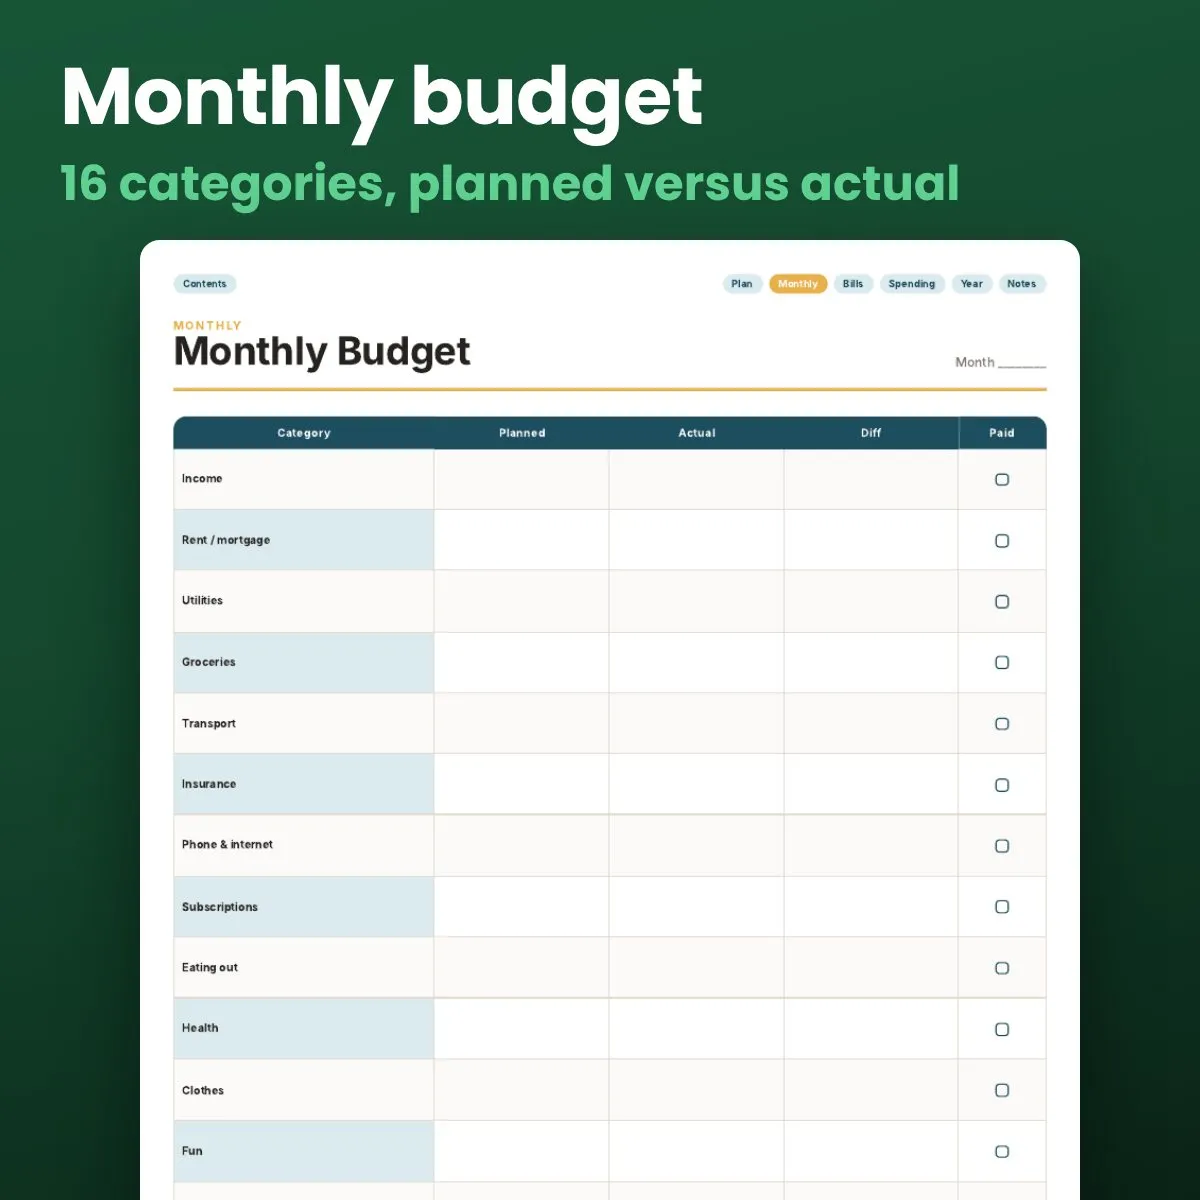 Monthly budget
16 categories, planned versus actual
Contents Plan Monthly Bills Spending Year Notes
MONTHLY
Monthly Budget
Month _______
Category Planned Actual Diff Paid
Income
Rent / mortgage
Utilities
Groceries
Transport
Insurance
Phone & internet
Subscriptions
Eating out
Health
Clothes
Fun